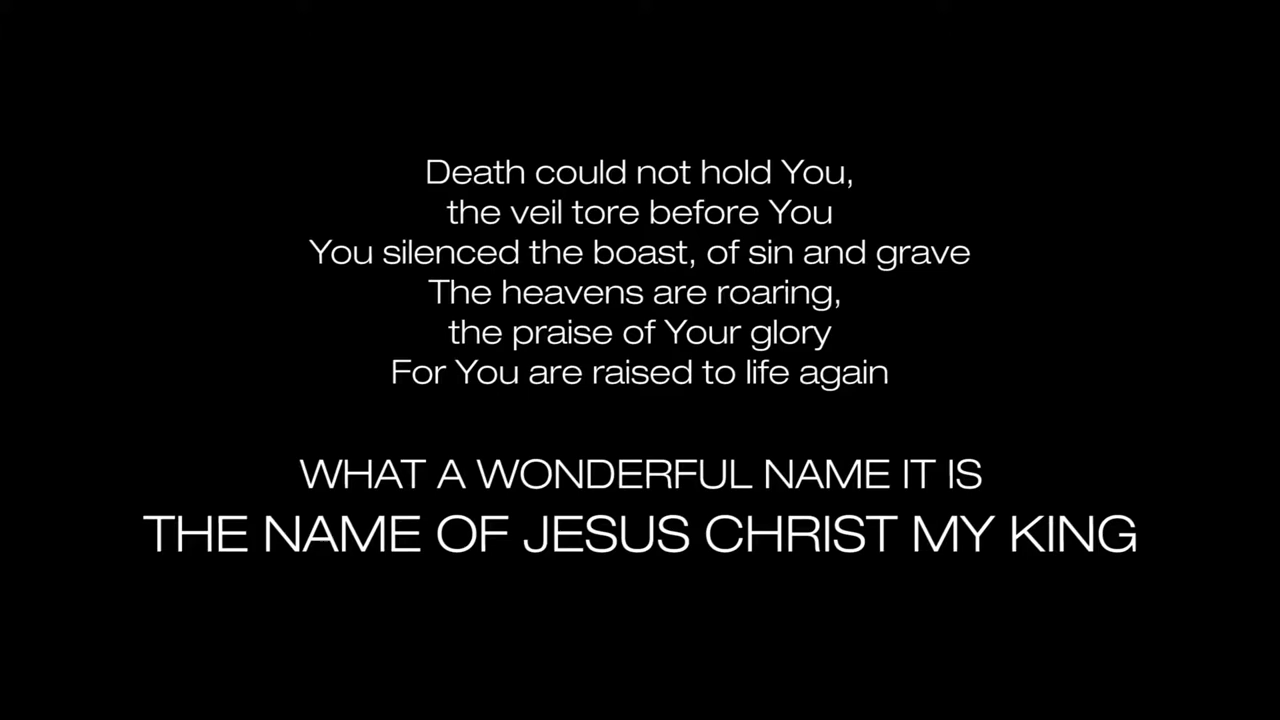 Death could not hold You,
the veil tore before You
You silenced the boast, of sin and grave
The heavens are roaring,
the praise of Your glory
For You are raised to life again
WHAT A WONDERFUL NAME IT IS
THE NAME OF JESUS CHRIST MY KING